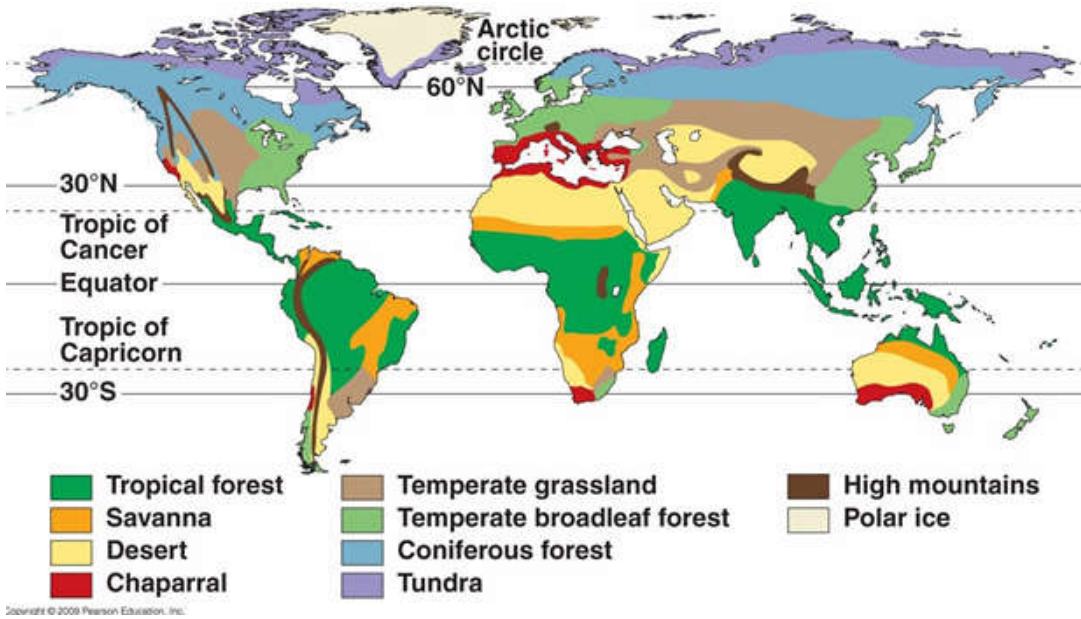 Arctic
circle
60°N
30°N
Tropic of
Cancer
Equator
Tropic of
Capricorn
30°S
Tropical forest
Savanna
Desert
Chaparral
Temperate grassland
Temperate broadleaf forest
Coniferous forest
Tundra
High mountains
Polar ice
Copyright © 2009 Pearson Education, Inc.